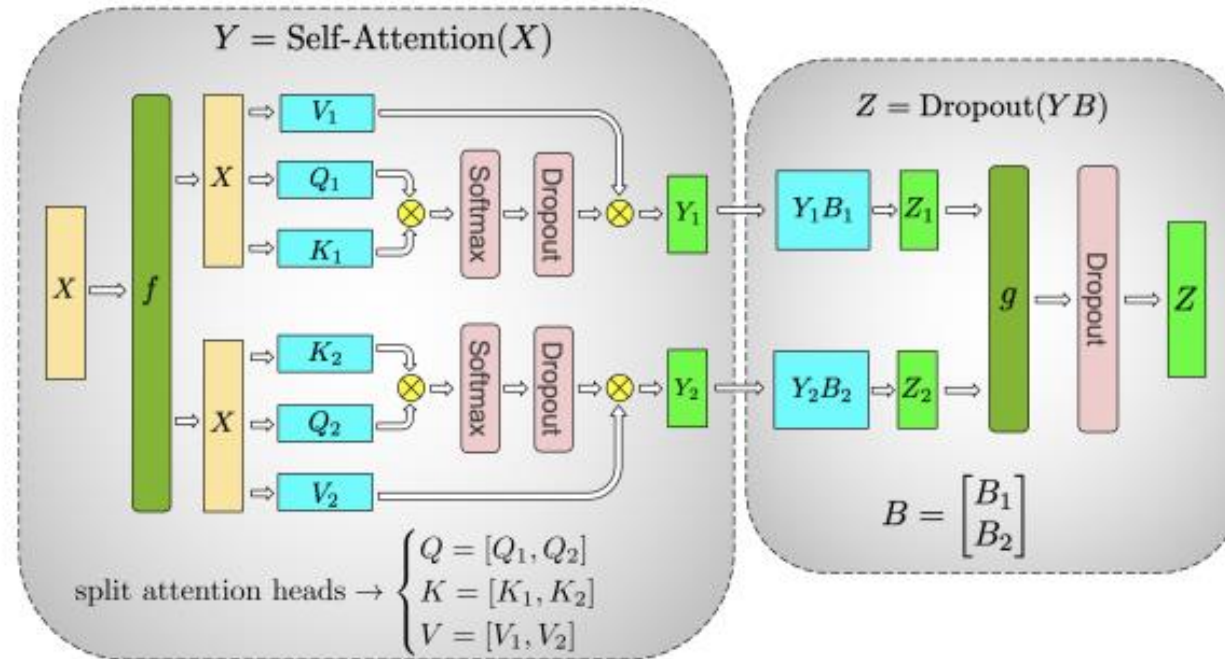 Y = Self-Attention(X)
X
f
X
V₁
Q₁
K₁
Softmax
Dropout
Y₁
X
K₂
Q₂
V₂
Softmax
Dropout
Y₂
split attention heads → { Q = [Q₁, Q₂]
K = [K₁, K₂]
V = [V₁, V₂]
Z = Dropout(YB)
Y₁B₁
Z₁
Y₂B₂
Z₂
g
Dropout
Z
B = [B₁
B₂]